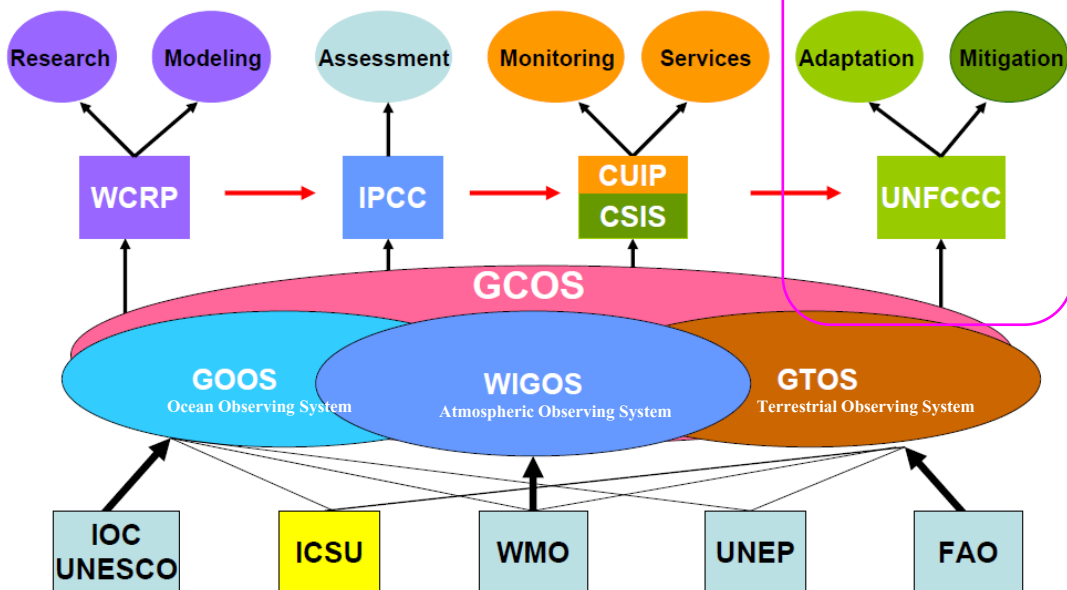 Research
Modeling
Assessment
Monitoring
Services
Adaptation
Mitigation
WCRP
IPCC
CUIP
CSIS
UNFCCC
GCOS
GOOS
Ocean Observing System
WIGOS
Atmospheric Observing System
GTOS
Terrestrial Observing System
IOC
UNESCO
ICSU
WMO
UNEP
FAO